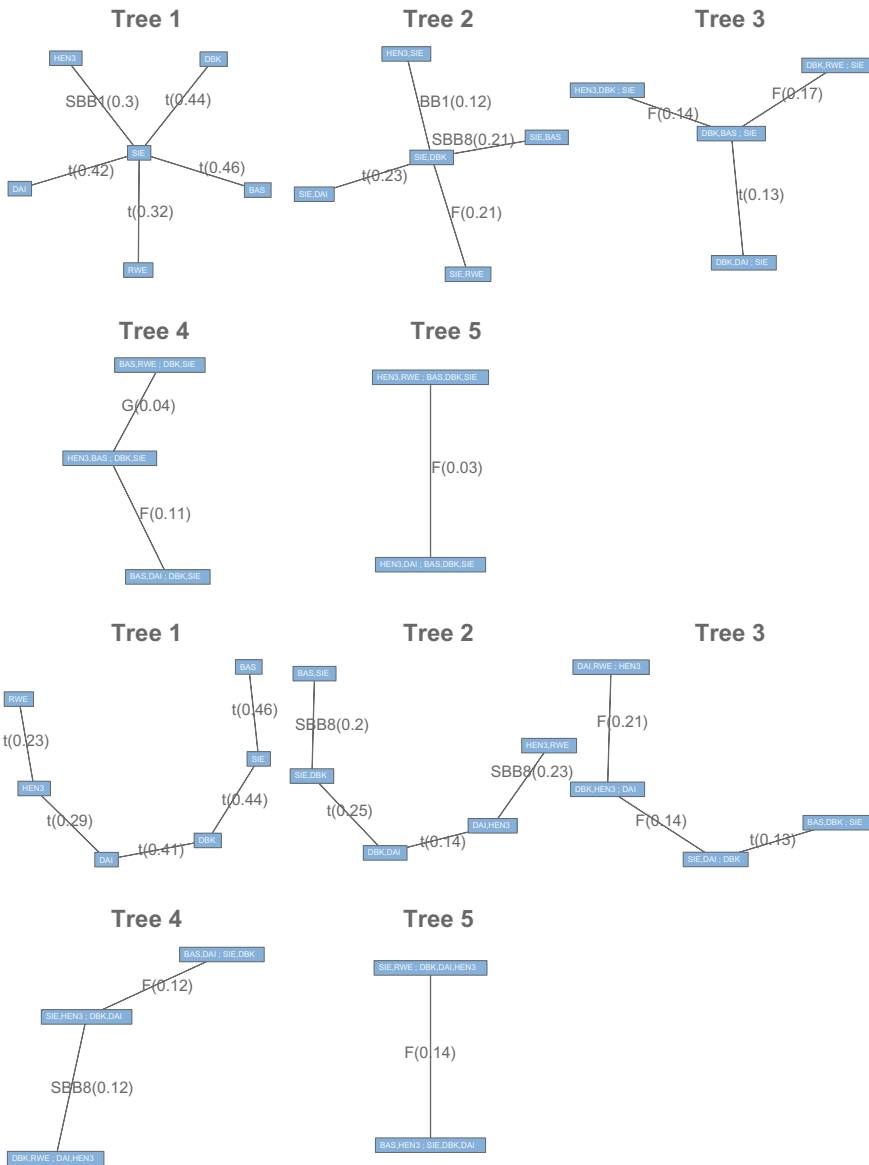 Tree 1
Tree 2
Tree 3
HEN3
DBK
SBB1(0.3)
t(0.44)
SIE
t(0.42)
t(0.46)
DAI
BAS
t(0.32)
RWE
HEN3,SIE
BB1(0.12)
SBB8(0.21)
SIE,BAS
SIE,DBK
t(0.23)
SIE,DAI
F(0.21)
SIE,RWE
DBK,RWE ; SIE
HEN3,DBK ; SIE
F(0.17)
F(0.14)
DBK,BAS ; SIE
t(0.13)
DBK,DAI ; SIE
Tree 4
Tree 5
BAS,RWE ; DBK,SIE
G(0.04)
HEN3,BAS ; DBK,SIE
F(0.11)
BAS,DAI ; DBK,SIE
HEN3,RWE ; BAS,DBK,SIE
F(0.03)
HEN3,DAI ; BAS,DBK,SIE
Tree 1
Tree 2
Tree 3
BAS
RWE
t(0.46)
t(0.23)
SIE
HEN3
t(0.44)
t(0.29)
DBK
t(0.41)
DAI
BAS,SIE
SBB8(0.2)
HEN3,RWE
SBB8(0.23)
SIE,DBK
t(0.25)
DAI,HEN3
t(0.14)
DBK,DAI
DAI,RWE ; HEN3
F(0.21)
DBK,HEN3 ; DAI
F(0.14)
BAS,DBK ; SIE
t(0.13)
SIE,DAI ; DBK
Tree 4
Tree 5
BAS,DAI ; SIE,DBK
F(0.12)
SIE,HEN3 ; DBK,DAI
SBB8(0.12)
DBK,RWE ; DAI,HEN3
SIE,RWE ; DBK,DAI,HEN3
F(0.14)
BAS,HEN3 ; SIE,DBK,DAI